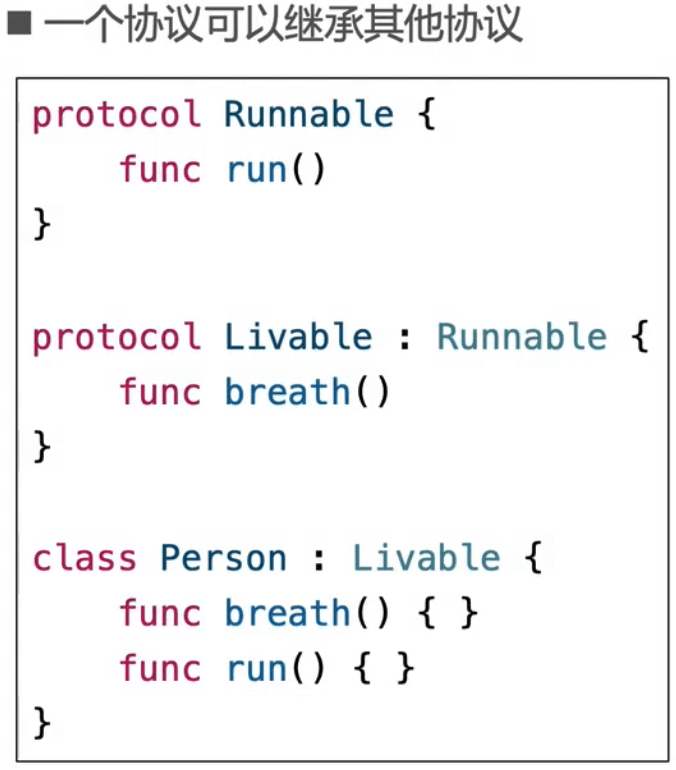 ■ 一个协议可以继承其他协议
protocol Runnable {
    func run()
}
protocol Livable : Runnable {
    func breath()
}
class Person : Livable {
    func breath() { }
    func run() { }
}